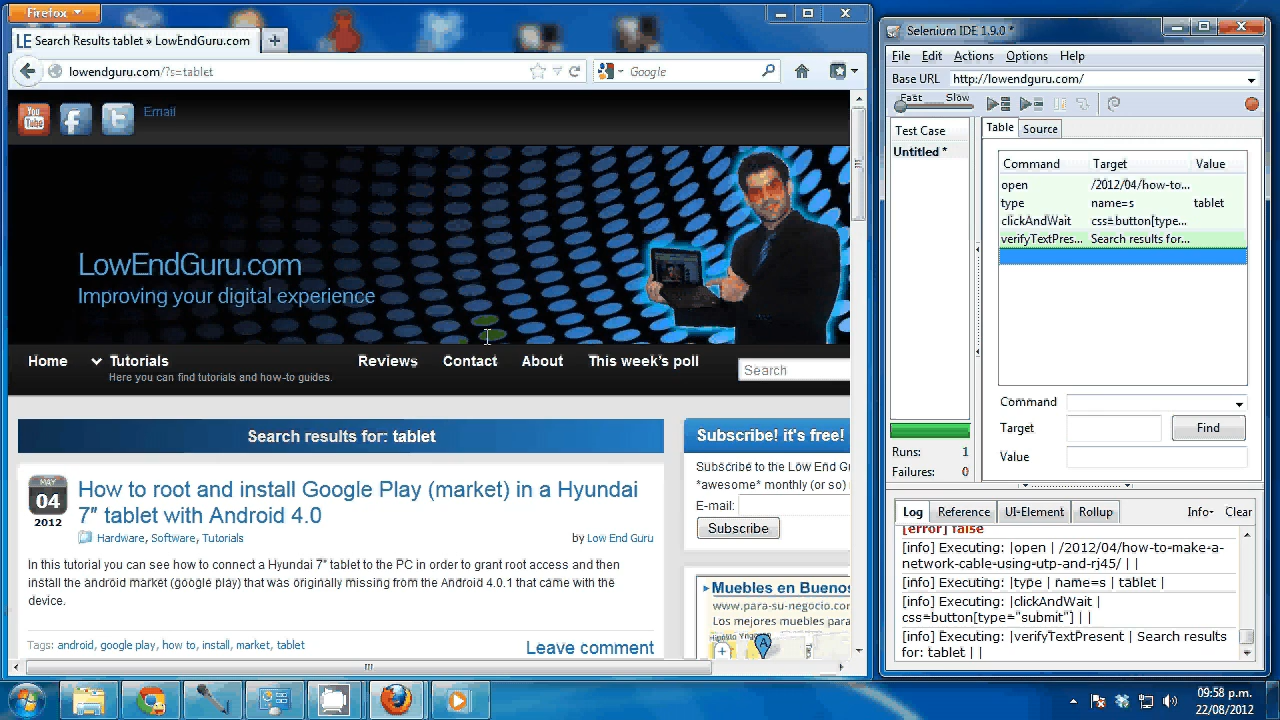 Firefox
Search Results tablet » LowEndGuru.com
lowendguru.com/?s=tablet
Google
You Tube
Email
LowEndGuru.com
Improving your digital experience
Home
Tutorials
Here you can find tutorials and how-to guides.
Reviews
Contact
About
This week's poll
Search
Search results for: tablet
MAY
04
2012
How to root and install Google Play (market) in a Hyundai
7″ tablet with Android 4.0
Hardware, Software, Tutorials
by Low End Guru
In this tutorial you can see how to connect a Hyundai 7″ tablet to the PC in order to grant root access and then
install the android market (google play) that was originally missing from the Android 4.0.1 that came with the
device.
Tags: android, google play, how to, install, market, tablet
Leave comment
Subscribe! it's free!
Subscribe to the Low End Gu
*awesome* monthly (or so)
E-mail:
Subscribe
Muebles en Buenos
www.para-su-negocio.com
Los mejores muebles para
A
Selenium IDE 1.9.0 *
File Edit Actions Options Help
Base URL http://lowendguru.com/
Fast Slow
Test Case
Untitled *
Table Source
Command Target Value
open /2012/04/how-to...
type name=s tablet
clickAndWait css=button[type...
verifyTextPres... Search results for...
Command
Target
Find
Value
Runs: 1
Failures: 0
Log Reference UI-Element Rollup Info- Clear
[error] false
[info] Executing: |open | /2012/04/how-to-make-a-
network-cable-using-utp-and-rj45/ | |
[info] Executing: |type | name=s | tablet |
[info] Executing: |clickAndWait |
css=button[type="submit"] | |
[info] Executing: |verifyTextPresent | Search results
for: tablet | |
09:58 p.m.
22/08/2012